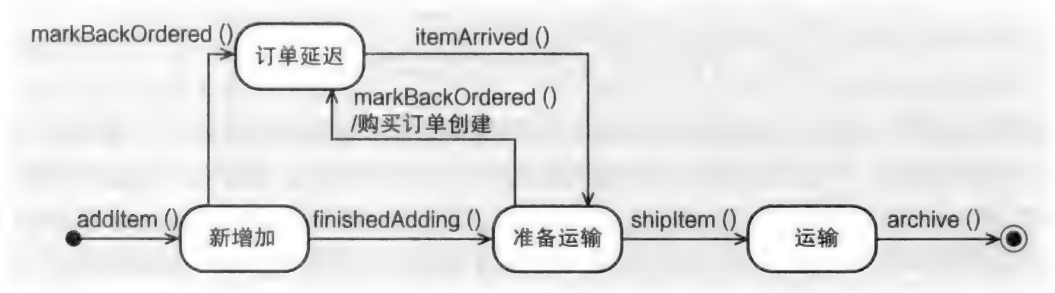 markBackOrdered ()
订单延迟
itemArrived ()
markBackOrdered ()
/购买订单创建
addItem ()
新增加
finishedAdding ()
准备运输
shipItem ()
运输
archive ()